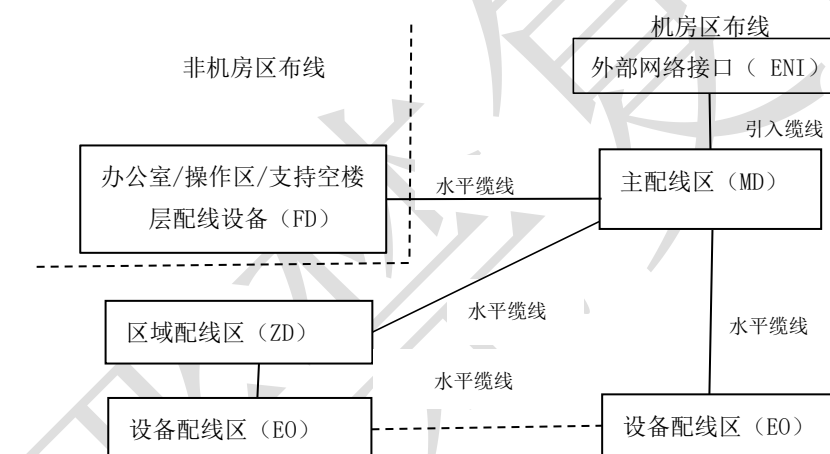 机房区布线
非机房区布线
外部网络接口（ ENI）
引入缆线
办公室/操作区/支持空楼
层配线设备（FD）
水平缆线
主配线区（MD）
水平缆线
区域配线区（ZD）
水平缆线
水平缆线
设备配线区（EO）
设备配线区（EO）